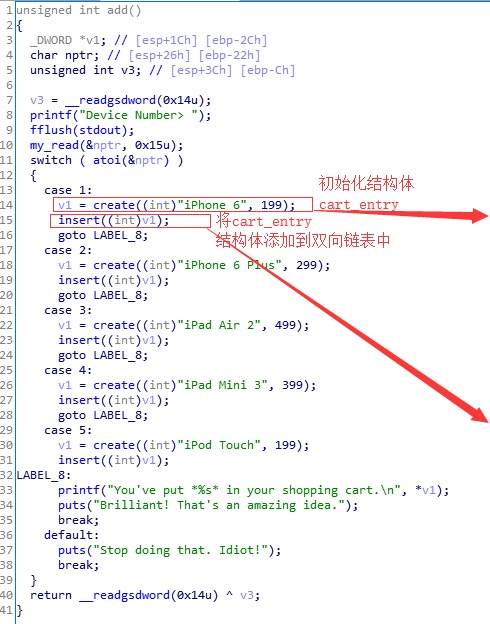 1 unsigned int add()
2 {
3 _DWORD *v1; // [esp+1Ch] [ebp-2Ch]
4 char nptr; // [esp+26h] [ebp-22h]
5 unsigned int v3; // [esp+3Ch] [ebp-Ch]
6
7 v3 = __readgsdword(0x14u);
8 printf("Device Number> ");
9 fflush(stdout);
10 my_read(&nptr, 0x15u);
11 switch ( atoi(&nptr) )
12 {
13 case 1: 初始化结构体
14 v1 = create((int)"iPhone 6", 199); cart_entry
15 insert((int)v1); 将cart_entry
16 goto LABEL_8; 结构体添加到双向链表中
17 case 2:
18 v1 = create((int)"iPhone 6 Plus", 299);
19 insert((int)v1);
20 goto LABEL_8;
21 case 3:
22 v1 = create((int)"iPad Air 2", 499);
23 insert((int)v1);
24 goto LABEL_8;
25 case 4:
26 v1 = create((int)"iPad Mini 3", 399);
27 insert((int)v1);
28 goto LABEL_8;
29 case 5:
30 v1 = create((int)"iPod Touch", 199);
31 insert((int)v1);
32 LABEL_8:
33 printf("You've put *%s* in your shopping cart.\n", *v1);
34 puts("Brilliant! That's an amazing idea.");
35 break;
36 default:
37 puts("Stop doing that. Idiot!");
38 break;
39 }
40 return __readgsdword(0x14u) ^ v3;
41 }